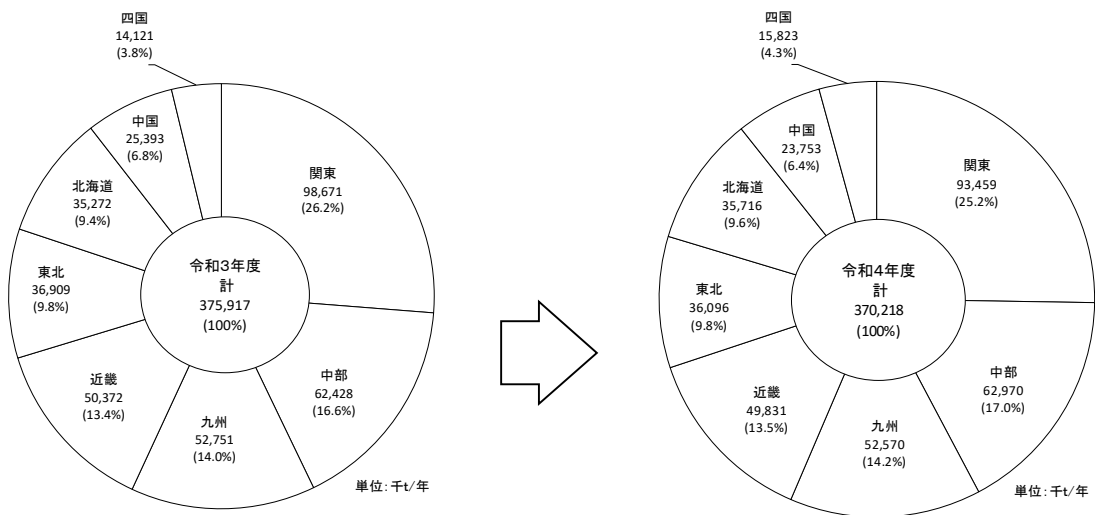 四国
14,121
(3.8%)
中国
25,393
(6.8%)
北海道
35,272
(9.4%)
東北
36,909
(9.8%)
近畿
50,372
(13.4%)
九州
52,751
(14.0%)
中部
62,428
(16.6%)
関東
98,671
(26.2%)
令和3年度
計
375,917
(100%)
単位:千t/年
四国
15,823
(4.3%)
中国
23,753
(6.4%)
北海道
35,716
(9.6%)
東北
36,096
(9.8%)
近畿
49,831
(13.5%)
九州
52,570
(14.2%)
中部
62,970
(17.0%)
関東
93,459
(25.2%)
令和4年度
計
370,218
(100%)
単位:千t/年